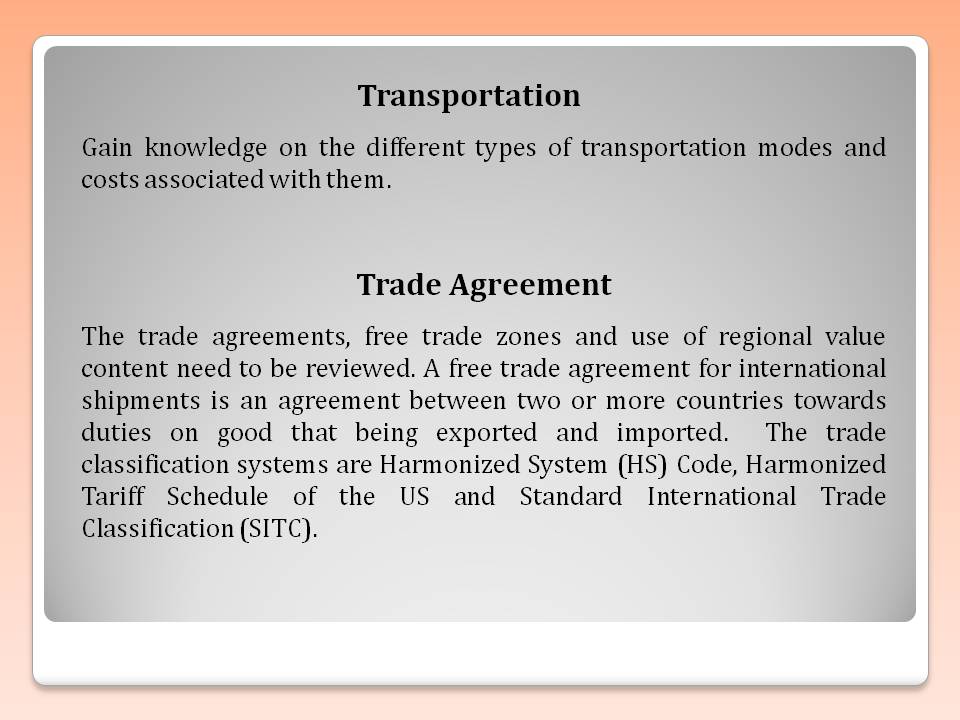 Transportation
Gain knowledge on the different types of transportation modes and
costs associated with them.
Trade Agreement
The trade agreements, free trade zones and use of regional value
content need to be reviewed. A free trade agreement for international
shipments is an agreement between two or more countries towards
duties on good that being exported and imported. The trade
classification systems are Harmonized System (HS) Code, Harmonized
Tariff Schedule of the US and Standard International Trade
Classification (SITC).